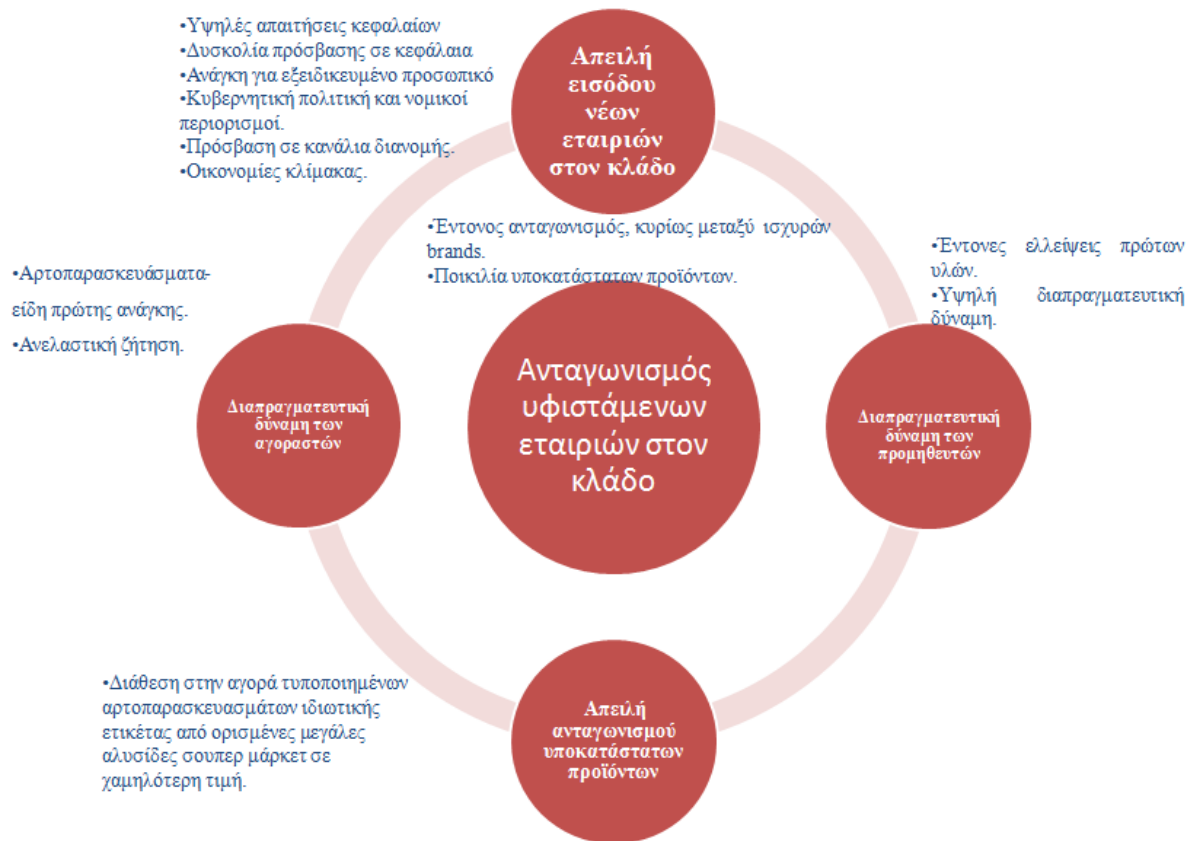 •Υψηλές απαιτήσεις κεφαλαίων
•Δυσκολία πρόσβασης σε κεφάλαια
•Ανάγκη για εξειδικευμένο προσωπικό
•Κυβερνητική πολιτική και νομικοί
περιορισμοί.
•Πρόσβαση σε κανάλια διανομής.
•Οικονομίες κλίμακας.
Απειλή
εισόδου
νέων
εταιριών
στον κλάδο
•Έντονος ανταγωνισμός, κυρίως μεταξύ ισχυρών
brands.
•Ποικιλία υποκατάστατων προϊόντων.
•Έντονες ελλείψεις πρώτων
υλών.
•Υψηλή διαπραγματευτική
δύναμη.
•Αρτοπαρασκευάσματα-
είδη πρώτης ανάγκης.
•Ανελαστική ζήτηση.
Διαπραγματευτική
δύναμη των
αγοραστών
Ανταγωνισμός
υφιστάμενων
εταιριών στον
κλάδο
Διαπραγματευτική
δύναμη των
προμηθευτών
•Διάθεση στην αγορά τυποποιημένων
αρτοπαρασκευασμάτων ιδιωτικής
ετικέτας από ορισμένες μεγάλες
αλυσίδες σουπερ μάρκετ σε
χαμηλότερη τιμή.
Απειλή
ανταγωνισμού
υποκατάστατων
προϊόντων